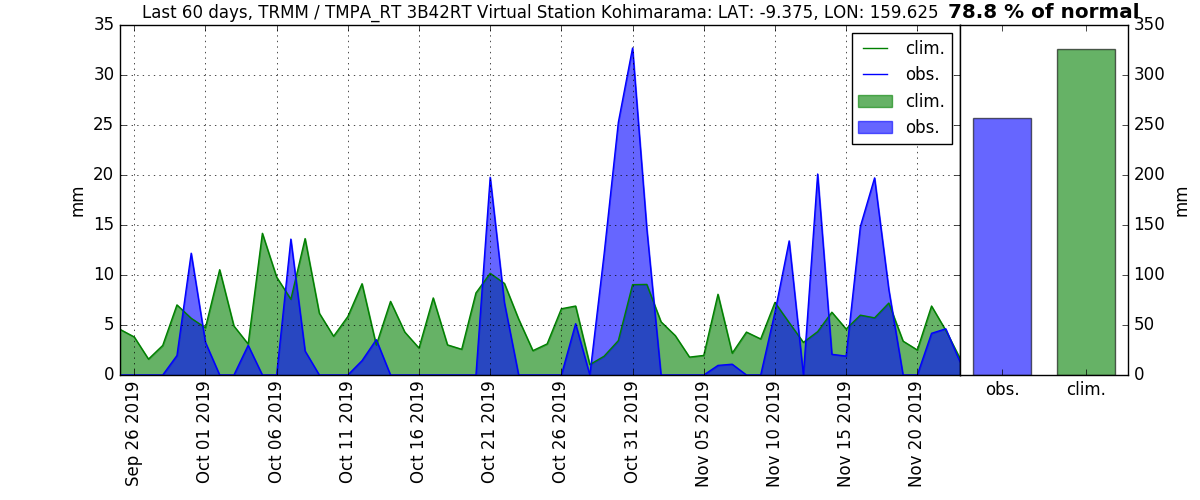 Last 60 days, TRMM / TMPA_RT 3B42RT Virtual Station Kohimarama: LAT: -9.375, LON: 159.625 78.8 % of normal
35
30
25
20
15
10
5
0
mm
clim.
obs.
clim.
obs.
Sep 26 2019
Oct 01 2019
Oct 06 2019
Oct 11 2019
Oct 16 2019
Oct 21 2019
Oct 26 2019
Oct 31 2019
Nov 05 2019
Nov 10 2019
Nov 15 2019
Nov 20 2019
350
300
250
200
150
100
50
0
mm
obs.
clim.